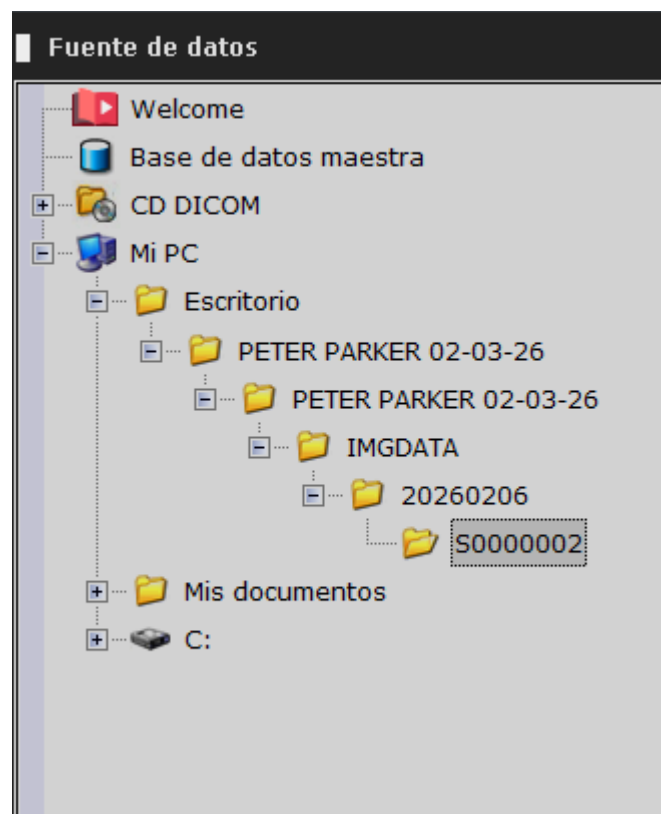 Fuente de datos
Welcome
Base de datos maestra
CD DICOM
Mi PC
Escritorio
PETER PARKER 02-03-26
PETER PARKER 02-03-26
IMGDATA
20260206
S0000002
Mis documentos
C: